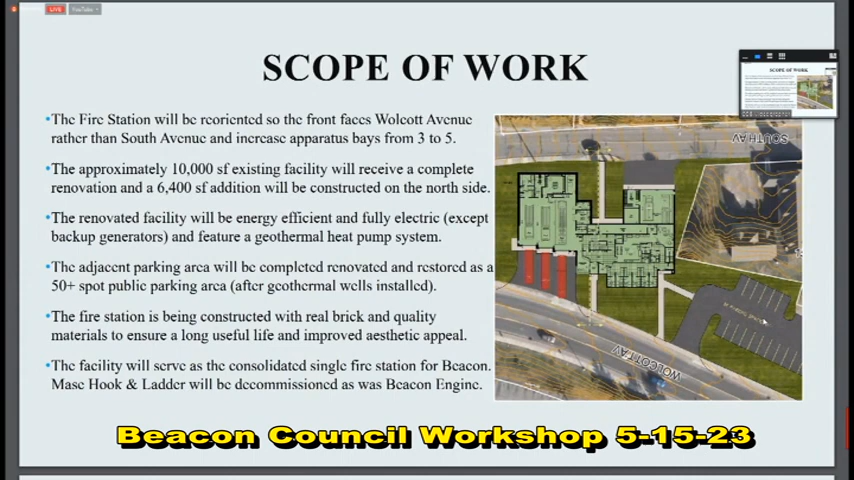 LIVE
YouTube
SCOPE OF WORK
SCOPE OF WORK
•The Fire Station will be reoriented so the front faces Wolcott Avenue
rather than South Avenue and increase apparatus bays from 3 to 5.
•The approximately 10,000 sf existing facility will receive a complete
renovation and a 6,400 sf addition will be constructed on the north side.
•The renovated facility will be energy efficient and fully electric (except
backup generators) and feature a geothermal heat pump system.
•The adjacent parking area will be completed renovated and restored as a
50+ spot public parking area (after geothermal wells installed).
•The fire station is being constructed with real brick and quality
materials to ensure a long useful life and improved aesthetic appeal.
•The facility will serve as the consolidated single fire station for Beacon.
Mase Hook & Ladder will be decommissioned as was Beacon Engine.
SOUTH AV
WOLCOTT AV
Beacon Council Workshop 5-15-23